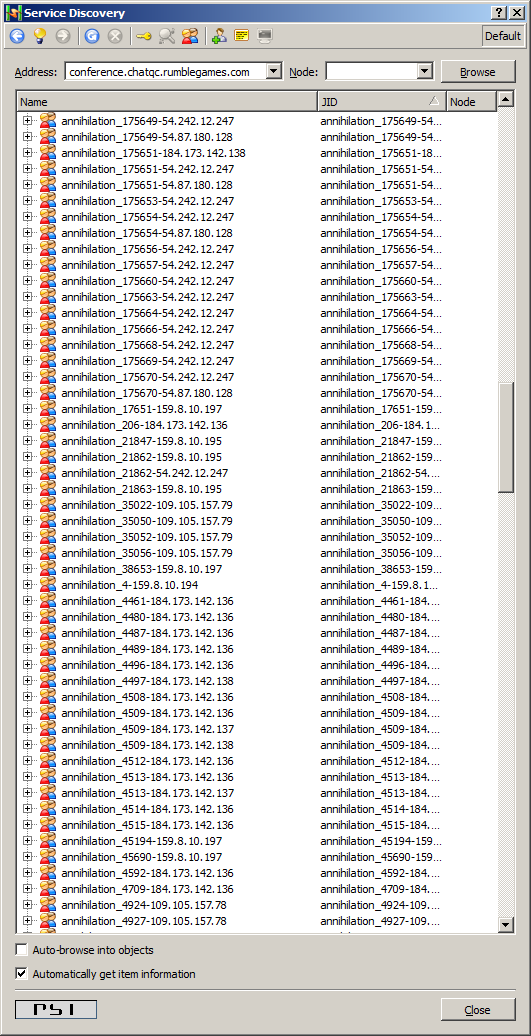 Service Discovery
Default
Address: conference.chatqc.rumblegames.com Node: Browse
Name JID Node
annihilation_175649-54.242.12.247 annihilation_175649-54...
annihilation_175649-54.87.180.128 annihilation_175649-54...
annihilation_175651-184.173.142.138 annihilation_175651-18...
annihilation_175651-54.242.12.247 annihilation_175651-54...
annihilation_175651-54.87.180.128 annihilation_175651-54...
annihilation_175653-54.242.12.247 annihilation_175653-54...
annihilation_175654-54.242.12.247 annihilation_175654-54...
annihilation_175654-54.87.180.128 annihilation_175654-54...
annihilation_175656-54.242.12.247 annihilation_175656-54...
annihilation_175657-54.242.12.247 annihilation_175657-54...
annihilation_175660-54.242.12.247 annihilation_175660-54...
annihilation_175663-54.242.12.247 annihilation_175663-54...
annihilation_175664-54.242.12.247 annihilation_175664-54...
annihilation_175666-54.242.12.247 annihilation_175666-54...
annihilation_175668-54.242.12.247 annihilation_175668-54...
annihilation_175669-54.242.12.247 annihilation_175669-54...
annihilation_175670-54.242.12.247 annihilation_175670-54...
annihilation_175670-54.87.180.128 annihilation_175670-54...
annihilation_17651-159.8.10.197 annihilation_17651-159...
annihilation_206-184.173.142.136 annihilation_206-184.1...
annihilation_21847-159.8.10.195 annihilation_21847-159...
annihilation_21862-159.8.10.195 annihilation_21862-159...
annihilation_21862-54.242.12.247 annihilation_21862-54....
annihilation_21863-159.8.10.195 annihilation_21863-159...
annihilation_35022-109.105.157.79 annihilation_35022-109...
annihilation_35050-109.105.157.79 annihilation_35050-109...
annihilation_35052-109.105.157.79 annihilation_35052-109...
annihilation_35056-109.105.157.79 annihilation_35056-109...
annihilation_38653-159.8.10.197 annihilation_38653-159...
annihilation_4-159.8.10.194 annihilation_4-159.8.1...
annihilation_4461-184.173.142.136 annihilation_4461-184....
annihilation_4480-184.173.142.136 annihilation_4480-184....
annihilation_4487-184.173.142.136 annihilation_4487-184....
annihilation_4489-184.173.142.136 annihilation_4489-184....
annihilation_4496-184.173.142.136 annihilation_4496-184....
annihilation_4497-184.173.142.138 annihilation_4497-184....
annihilation_4508-184.173.142.136 annihilation_4508-184....
annihilation_4509-184.173.142.136 annihilation_4509-184....
annihilation_4509-184.173.142.137 annihilation_4509-184....
annihilation_4509-184.173.142.138 annihilation_4509-184....
annihilation_4512-184.173.142.136 annihilation_4512-184....
annihilation_4513-184.173.142.136 annihilation_4513-184....
annihilation_4513-184.173.142.137 annihilation_4513-184....
annihilation_4514-184.173.142.136 annihilation_4514-184....
annihilation_4515-184.173.142.136 annihilation_4515-184....
annihilation_45194-159.8.10.197 annihilation_45194-159...
annihilation_45690-159.8.10.197 annihilation_45690-159...
annihilation_4592-184.173.142.136 annihilation_4592-184....
annihilation_4709-184.173.142.136 annihilation_4709-184....
annihilation_4924-109.105.157.78 annihilation_4924-109....
annihilation_4927-109.105.157.78 annihilation_4927-109....
Auto-browse into objects
Automatically get item information
PSI Close